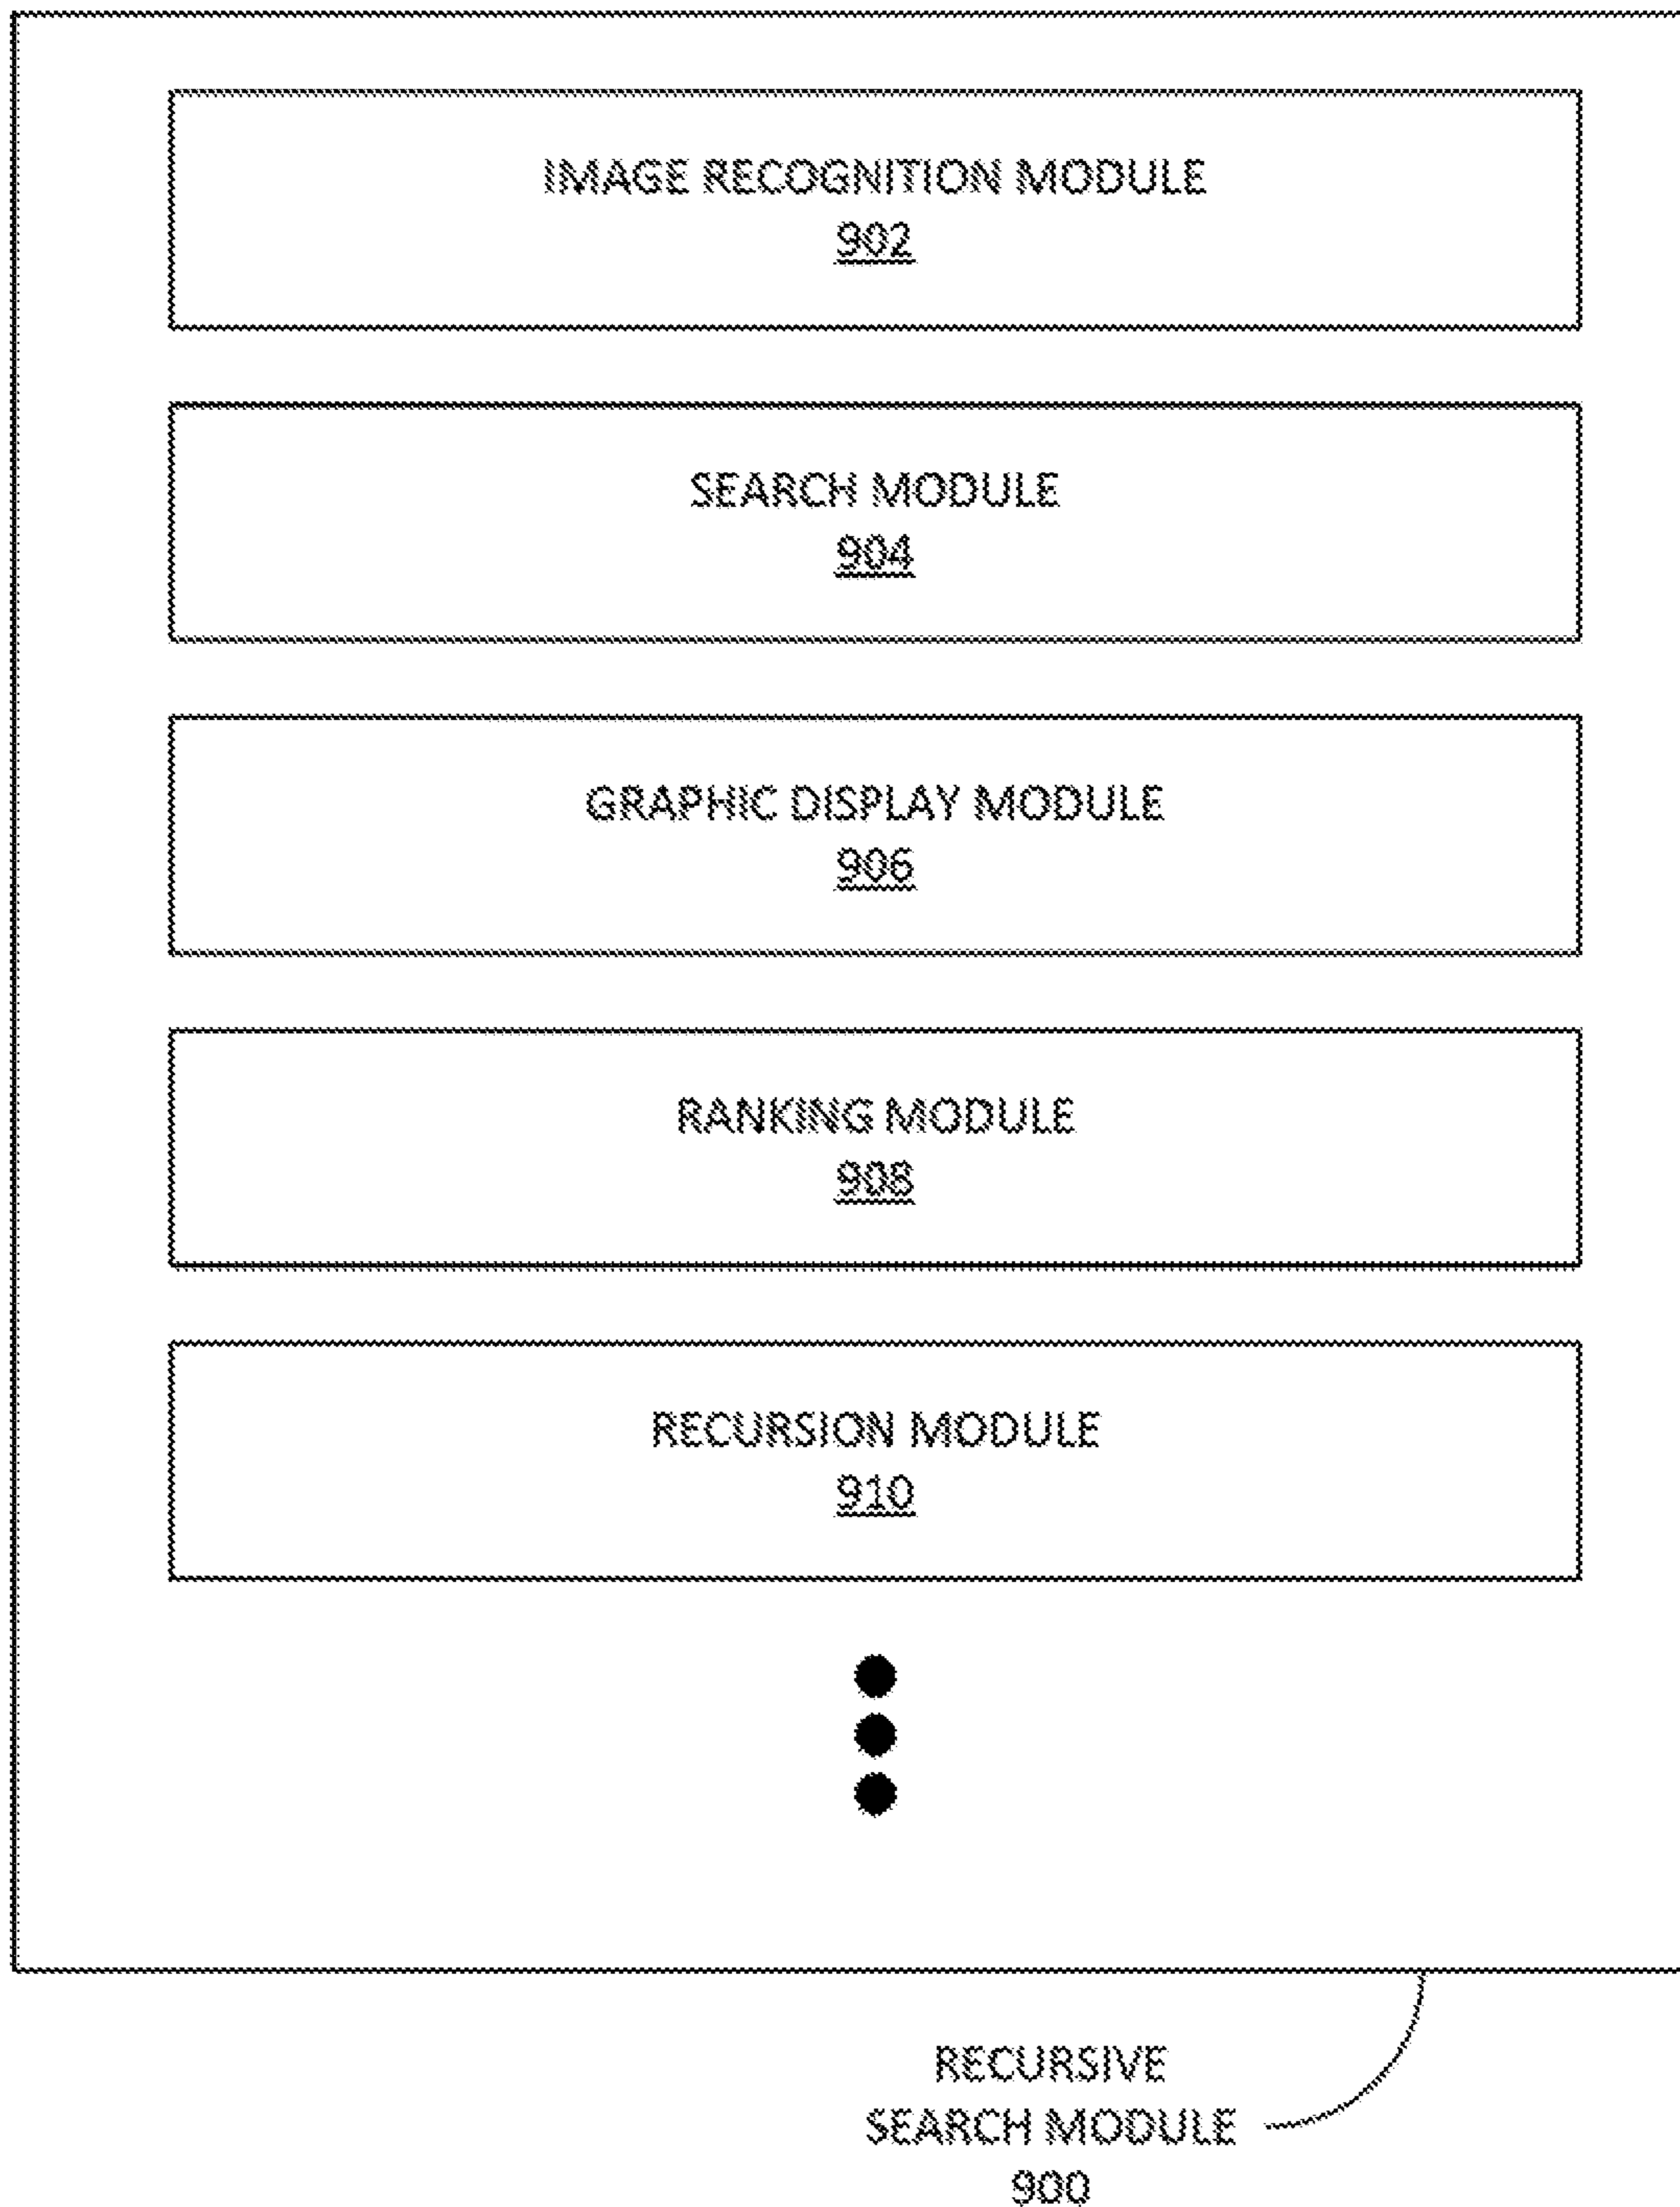 IMAGE RECOGNITION MODULE
902
SEARCH MODULE
904
GRAPHIC DISPLAY MODULE
906
RANKING MODULE
908
RECURSION MODULE
910
RECURSIVE
SEARCH MODULE
900